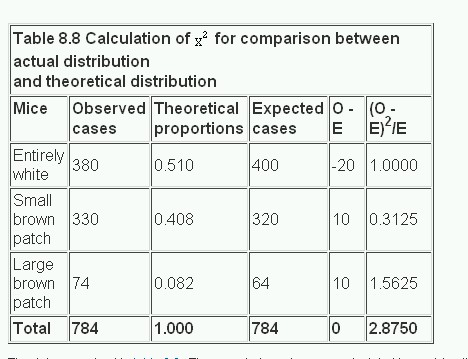 Table 8.8 Calculation of x² for comparison between
actual distribution
and theoretical distribution
Mice Observed cases Theoretical proportions Expected cases O - E (O - E)²/E
Entirely white 380 0.510 400 -20 1.0000
Small brown patch 330 0.408 320 10 0.3125
Large brown patch 74 0.082 64 10 1.5625
Total 784 1.000 784 0 2.8750